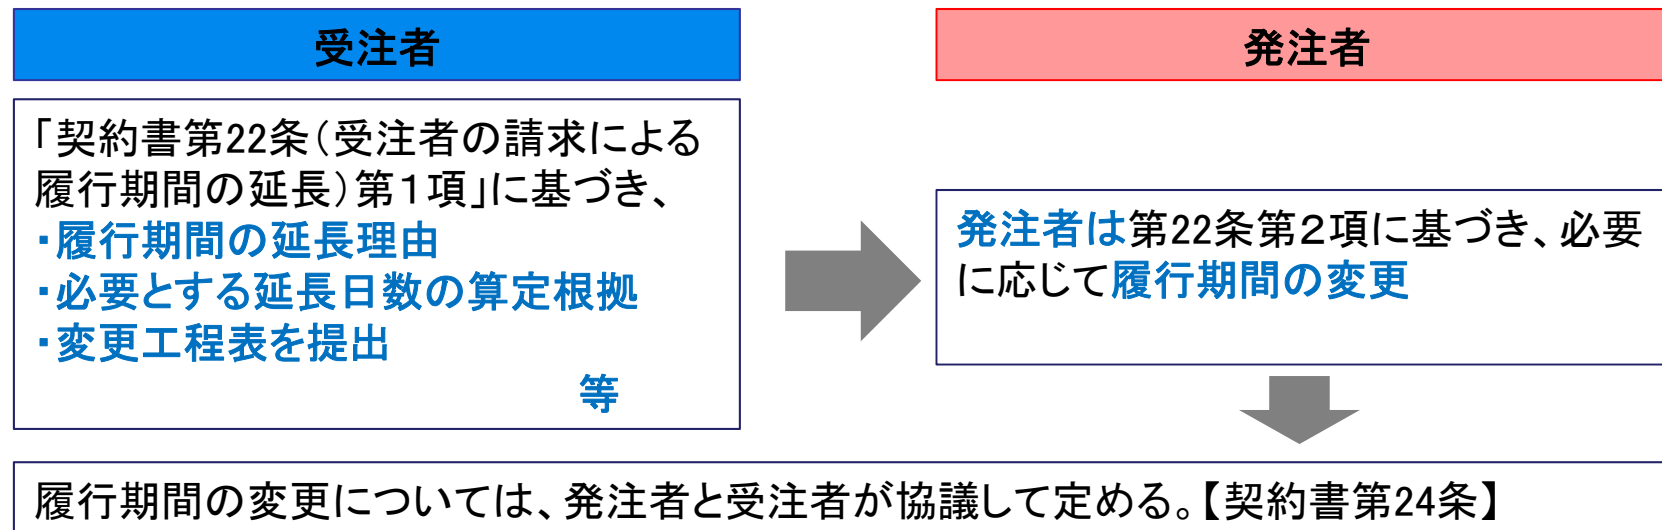 受注者
「契約書第22条（受注者の請求による
履行期間の延長）第１項」に基づき、
・履行期間の延長理由
・必要とする延長日数の算定根拠
・変更工程表を提出
等
発注者
発注者は第22条第２項に基づき、必要
に応じて履行期間の変更
履行期間の変更については、発注者と受注者が協議して定める。【契約書第24条】